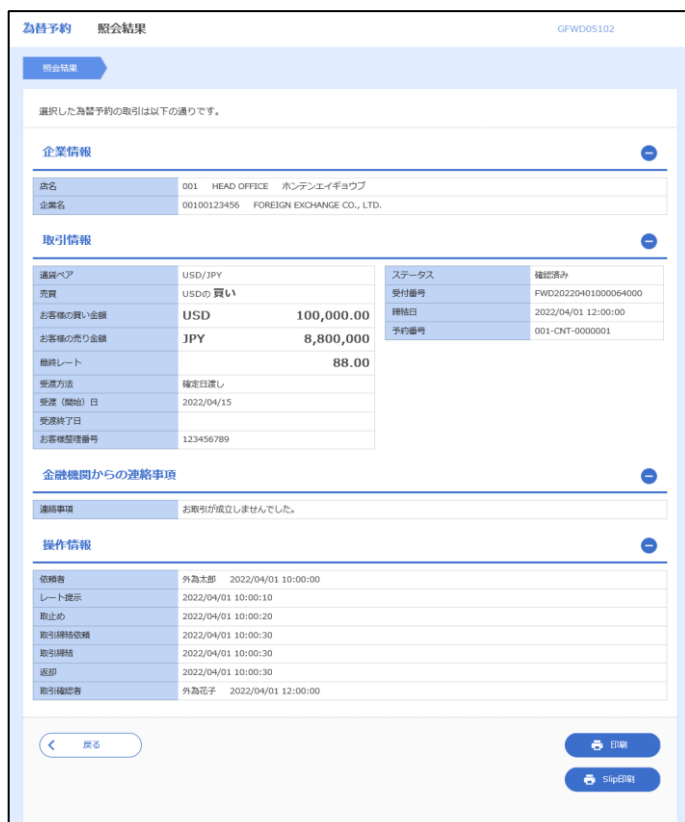 為替予約 照会結果 GFWD05102
照会結果
選択した為替予約の取引は以下の通りです。
企業情報
店名 001 HEAD OFFICE ホンテンエイギョウブ
企業名 00100123456 FOREIGN EXCHANGE CO., LTD.
取引情報
通貨ペア USD/JPY
売買 USDの 買い
お客様の買い金額 USD 100,000.00
お客様の売り金額 JPY 8,800,000
最終レート 88.00
受渡方法 確定日渡し
受渡（開始）日 2022/04/15
受渡終了日
お客様整理番号 123456789
ステータス 確認済み
受付番号 FWD20220401000064000
締結日 2022/04/01 12:00:00
予約番号 001-CNT-0000001
金融機関からの連絡事項
連絡事項 お取引が成立しませんでした。
操作情報
依頼者 外為太郎 2022/04/01 10:00:00
レート提示 2022/04/01 10:00:10
取止め 2022/04/01 10:00:20
取引締結依頼 2022/04/01 10:00:30
取引締結 2022/04/01 10:00:30
返却 2022/04/01 10:00:30
取引確認者 外為花子 2022/04/01 12:00:00
戻る
印刷
Slip印刷